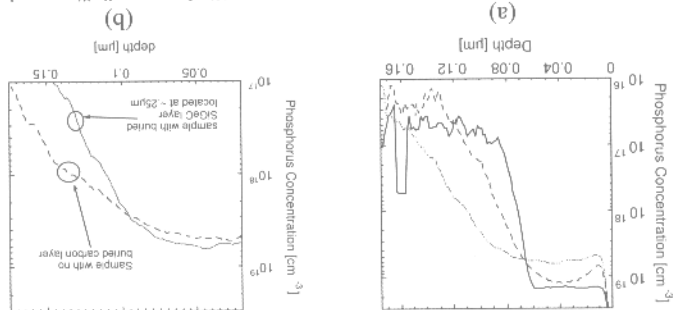 Phosphorus Concentration [cm⁻³]
10¹⁹
10¹⁸
10¹⁷
10¹⁶
0 0.04 0.08 0.12 0.16
Depth [µm]
(a)
Phosphorus Concentration [cm⁻³]
10¹⁹
10¹⁸
10¹⁷
Sample with no
buried carbon layer
sample with buried
SiGeC layer
located at ~.25µm
0.05 0.1 0.15
depth [µm]
(b)